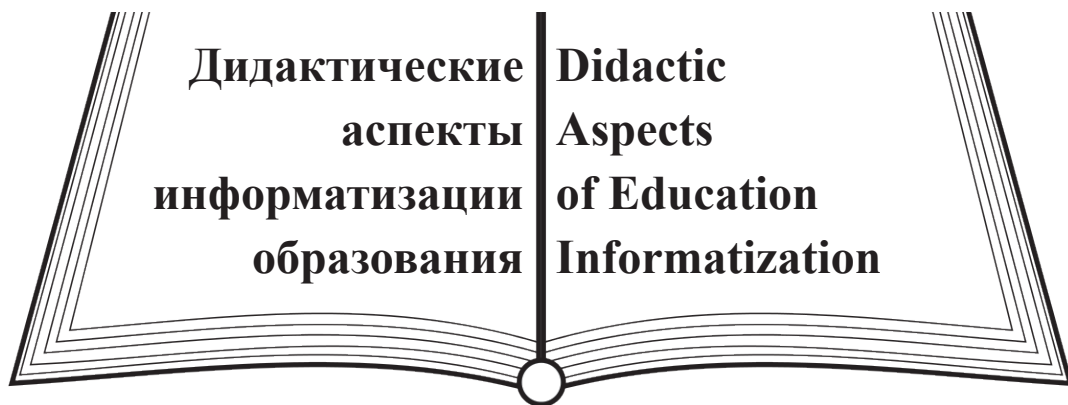 Дидактические
аспекты
информатизации
образования
Didactic
Aspects
of Education
Informatization